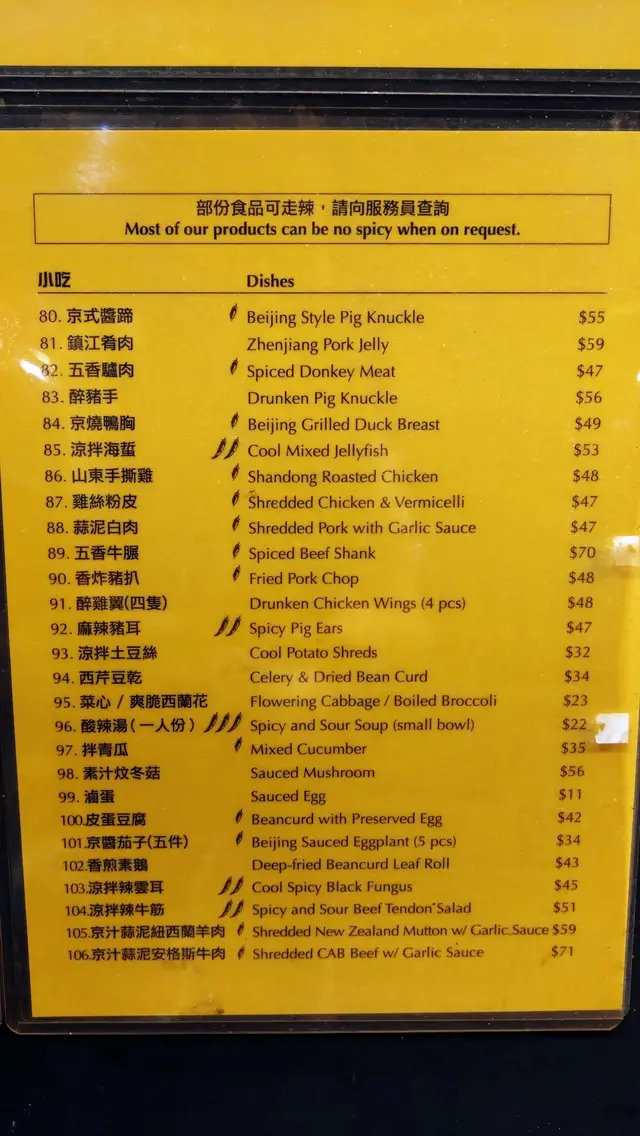 部份食品可走辣，請向服務員查詢
Most of our products can be no spicy when on request.
小吃 Dishes
80. 京式醬蹄 Beijing Style Pig Knuckle $55
81. 鎮江肴肉 Zhenjiang Pork Jelly $59
82. 五香驢肉 Spiced Donkey Meat $47
83. 醉豬手 Drunken Pig Knuckle $56
84. 京燒鴨胸 Beijing Grilled Duck Breast $49
85. 涼拌海蜇 Cool Mixed Jellyfish $53
86. 山東手撕雞 Shandong Roasted Chicken $48
87. 雞絲粉皮 Shredded Chicken & Vermicelli $47
88. 蒜泥白肉 Shredded Pork with Garlic Sauce $47
89. 五香牛𦟌 Spiced Beef Shank $70
90. 香炸豬扒 Fried Pork Chop $48
91. 醉雞翼(四隻) Drunken Chicken Wings (4 pcs) $48
92. 麻辣豬耳 Spicy Pig Ears $47
93. 涼拌土豆絲 Cool Potato Shreds $32
94. 西芹豆乾 Celery & Dried Bean Curd $34
95. 菜心 / 爽脆西蘭花 Flowering Cabbage / Boiled Broccoli $23
96. 酸辣湯(一人份) Spicy and Sour Soup (small bowl) $22
97. 拌青瓜 Mixed Cucumber $35
98. 素汁炆冬菇 Sauced Mushroom $56
99. 滷蛋 Sauced Egg $11
100.皮蛋豆腐 Beancurd with Preserved Egg $42
101.京醬茄子(五件) Beijing Sauced Eggplant (5 pcs) $34
102.香煎素鵝 Deep-fried Beancurd Leaf Roll $43
103.涼拌辣雲耳 Cool Spicy Black Fungus $45
104.涼拌辣牛筋 Spicy and Sour Beef Tendon Salad $51
105.京汁蒜泥紐西蘭羊肉 Shredded New Zealand Mutton w/ Garlic Sauce $59
106.京汁蒜泥安格斯牛肉 Shredded CAB Beef w/ Garlic Sauce $71